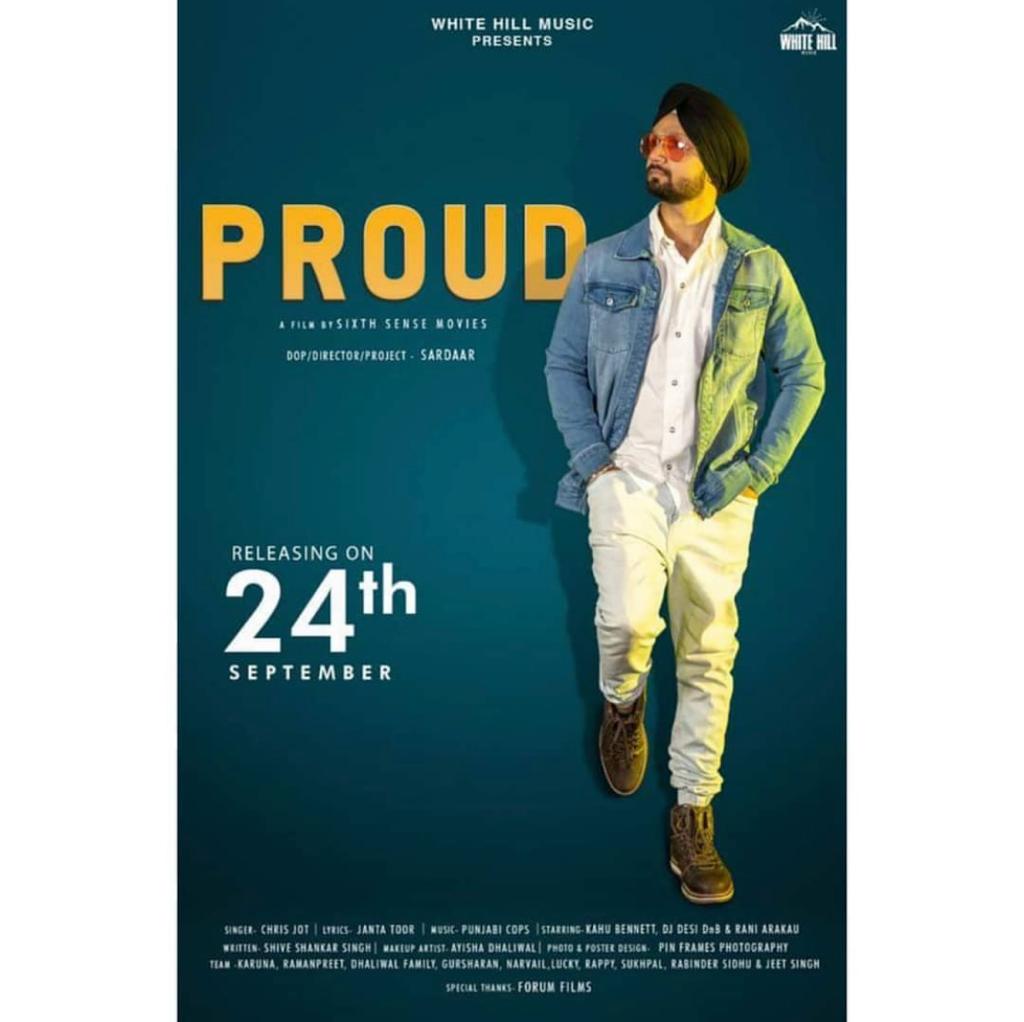 WHITE HILL MUSIC
PRESENTS
WHITE HILL
MUSIC
PROUD
A FILM BY SIXTH SENSE MOVIES
DOP/DIRECTOR/PROJECT - SARDAAR
RELEASING ON
24th
SEPTEMBER
SINGER- CHRIS JOT | LYRICS- JANTA TOOR | MUSIC- PUNJABI COPS | STARRING- KAHU BENNETT, DJ DESI DnB & RANI ARAKAU
WRITTEN- SHIVE SHANKAR SINGH | MAKEUP ARTIST- AYISHA DHALIWAL | PHOTO & POSTER DESIGN- PIN FRAMES PHOTOGRAPHY
TEAM -KARUNA, RAMANPREET, DHALIWAL FAMILY, GURSHARAN, NARVAIL,LUCKY, RAPPY, SUKHPAL, RABINDER SIDHU & JEET SINGH
SPECIAL THANKS- FORUM FILMS